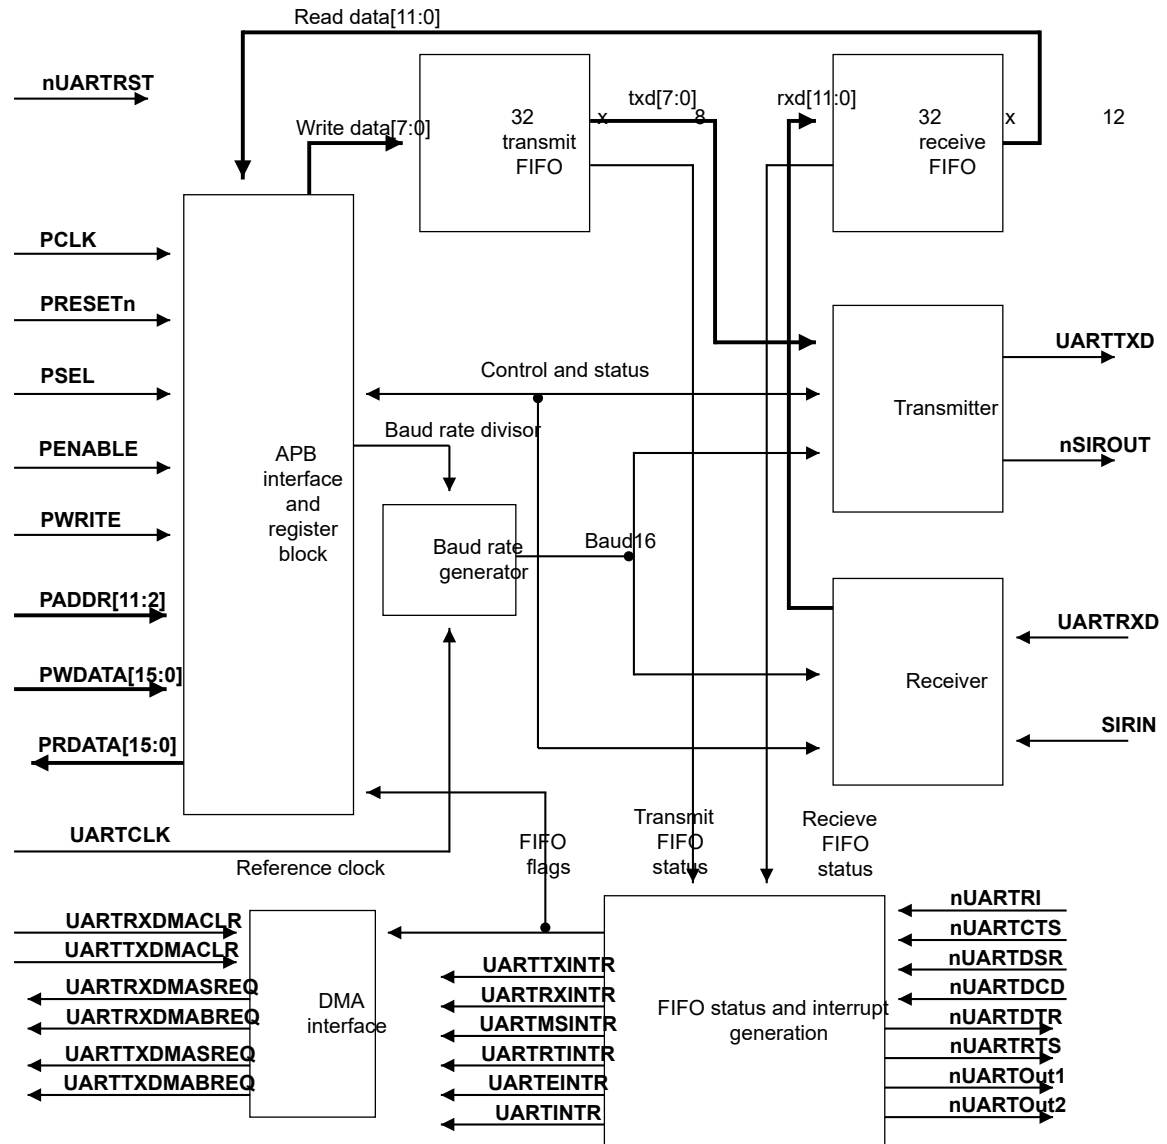 Read data[11:0]
nUARTRST
txd[7:0]
rxd[11:0]
32 x 8
transmit
FIFO
32 x 12
receive
FIFO
Write data[7:0]
PCLK
PRESETn
PSEL
PENABLE
PWRITE
PADDR[11:2]
PWDATA[15:0]
PRDATA[15:0]
APB
interface
and
register
block
Control and status
Baud rate divisor
Baud rate
generator
Baud16
Transmitter
UARTTXD
nSIROUT
Receiver
UARTRXD
SIRIN
UARTCLK
Reference clock
FIFO
flags
Transmit
FIFO
status
Recieve
FIFO
status
UARTRXDMACLR
UARTTXDMACLR
UARTRXDMASREQ
UARTRXDMABREQ
UARTTXDMASREQ
UARTTXDMABREQ
DMA
interface
UARTTXINTR
UARTRXINTR
UARTMSINTR
UARTRTINTR
UARTEINTR
UARTINTR
FIFO status and interrupt
generation
nUARTRI
nUARTCTS
nUARTDSR
nUARTDCD
nUARTDTR
nUARTRTS
nUARTOut1
nUARTOut2